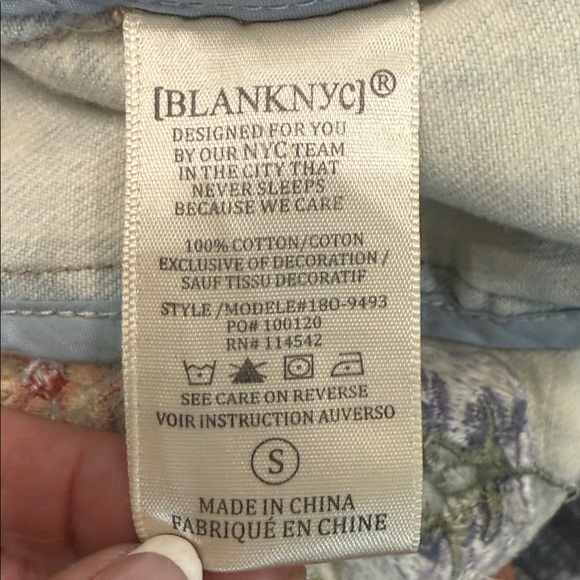 [BLANKNYC]®
DESIGNED FOR YOU
BY OUR NYC TEAM
IN THE CITY THAT
NEVER SLEEPS
BECAUSE WE CARE
100% COTTON/COTON
EXCLUSIVE OF DECORATION/
SAUF TISSU DECORATIF
STYLE/MODELE#180-9493
PO# 100120
RN# 114542
SEE CARE ON REVERSE
VOIR INSTRUCTION AUVERSO
S
MADE IN CHINA
FABRIQUÉ EN CHINE